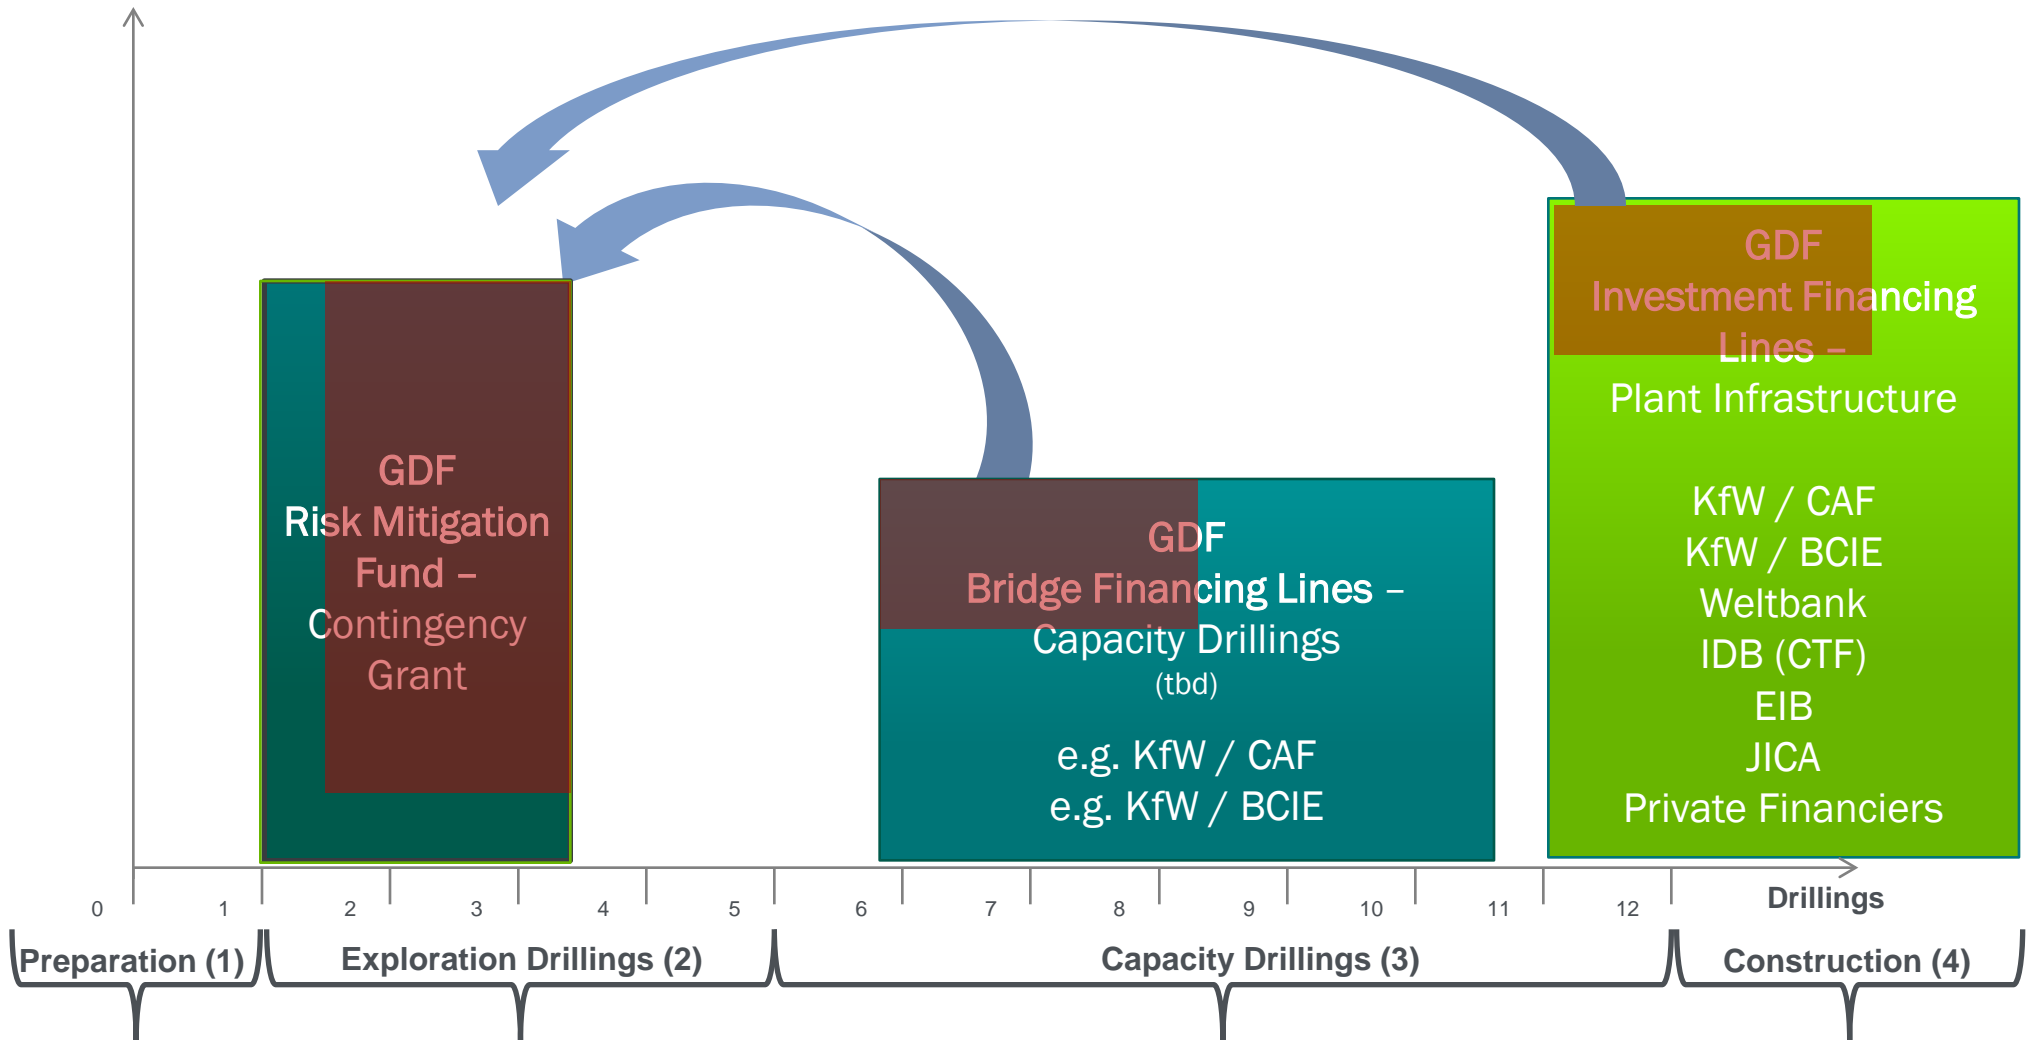 GDF
Risk Mitigation
Fund –
Contingency
Grant
GDF
Bridge Financing Lines –
Capacity Drillings
(tbd)
e.g. KfW / CAF
e.g. KfW / BCIE
GDF
Investment Financing
Lines –
Plant Infrastructure
KfW / CAF
KfW / BCIE
Weltbank
IDB (CTF)
EIB
JICA
Private Financiers
0 1 2 3 4 5 6 7 8 9 10 11 12 Drillings
Preparation (1) Exploration Drillings (2) Capacity Drillings (3) Construction (4)